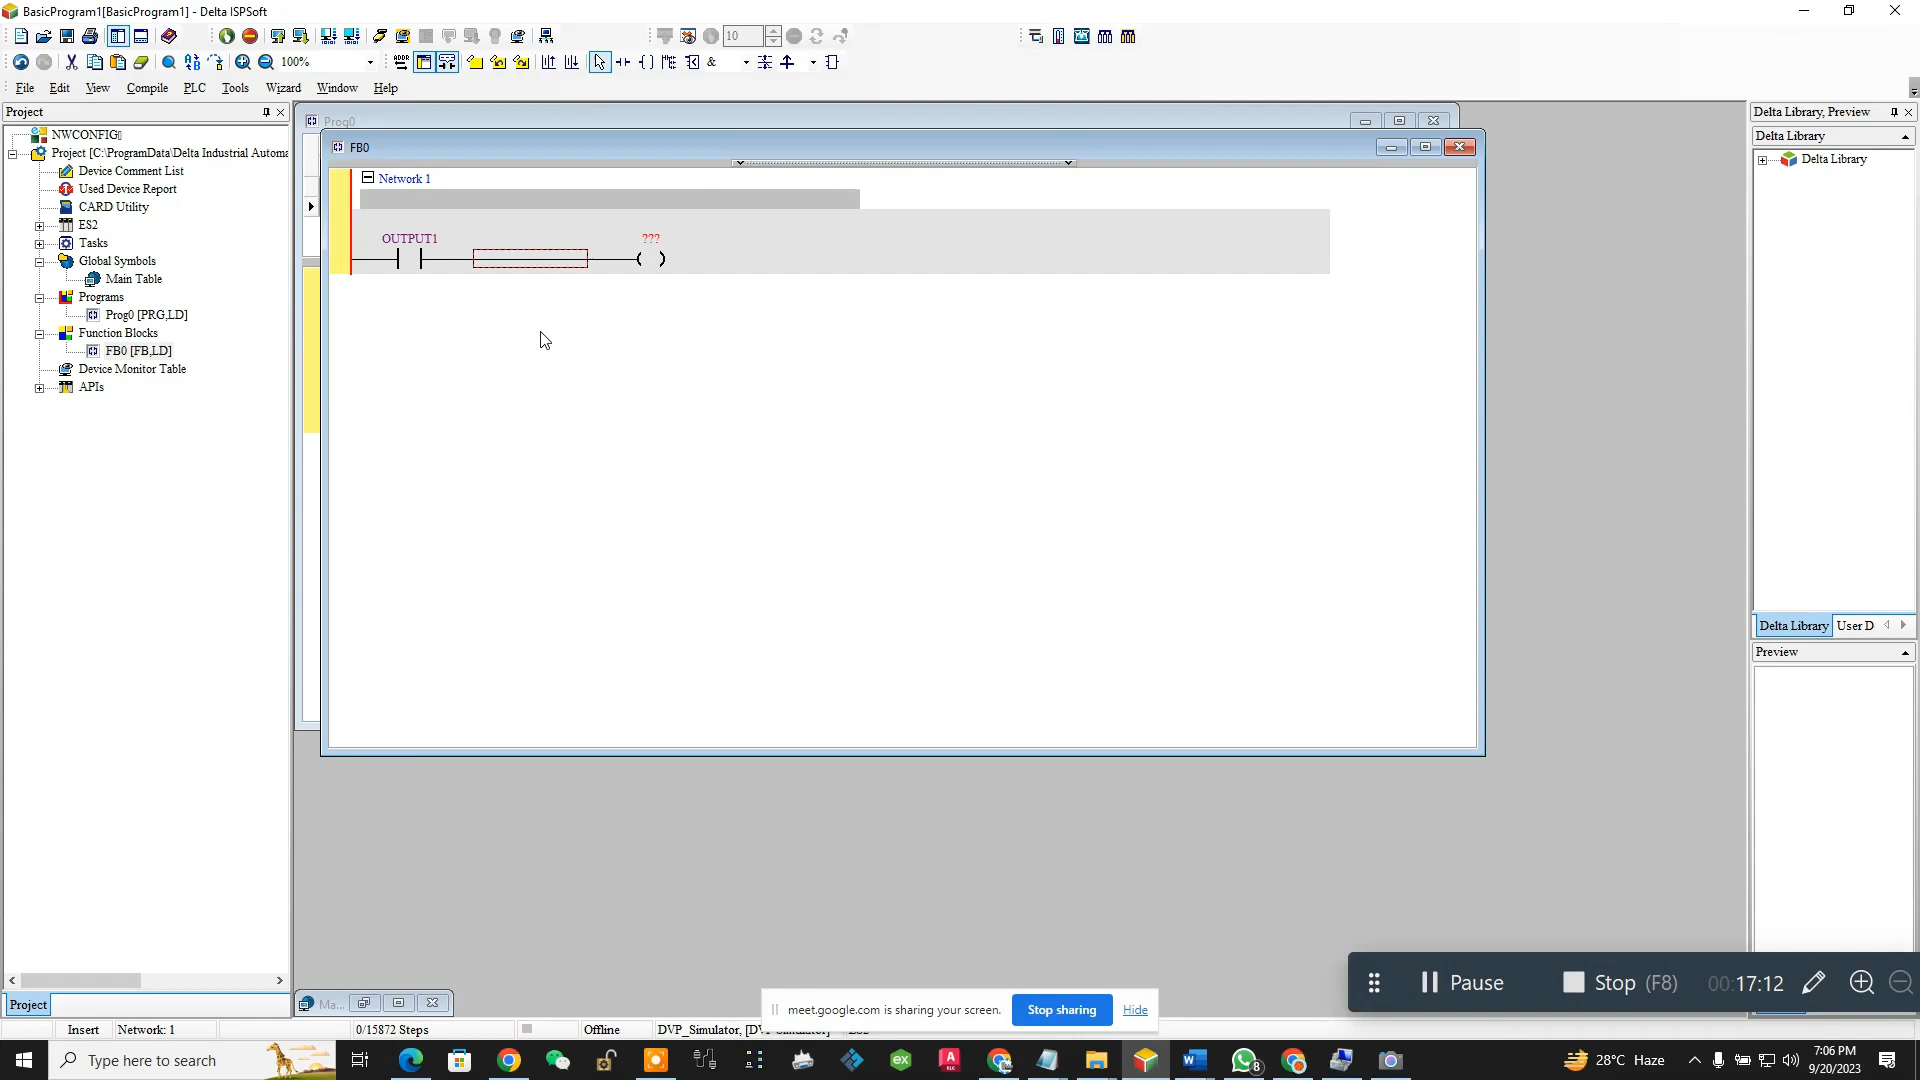 BasicProgram1[BasicProgram1] - Delta ISPSoft
10
100%
ADDR
&
File Edit View Compile PLC Tools Wizard Window Help
Project
NWCONFIG
Project [C:\ProgramData\Delta Industrial Automa
Device Comment List
Used Device Report
CARD Utility
ES2
Tasks
Global Symbols
Main Table
Programs
Prog0 [PRG,LD]
Function Blocks
FB0 [FB,LD]
Device Monitor Table
APIs
Project
Prog0
FB0
Network 1
OUTPUT1
???
Delta Library, Preview
Delta Library
Delta Library
Delta Library User D
Preview
Ma...
Pause Stop (F8) 00:17:12
meet.google.com is sharing your screen. Stop sharing Hide
Insert Network: 1 0/15872 Steps Offline DVP_Simulator,
Type here to search
ex
A
ELC
W
8
28°C Haze
7:06 PM
9/20/2023